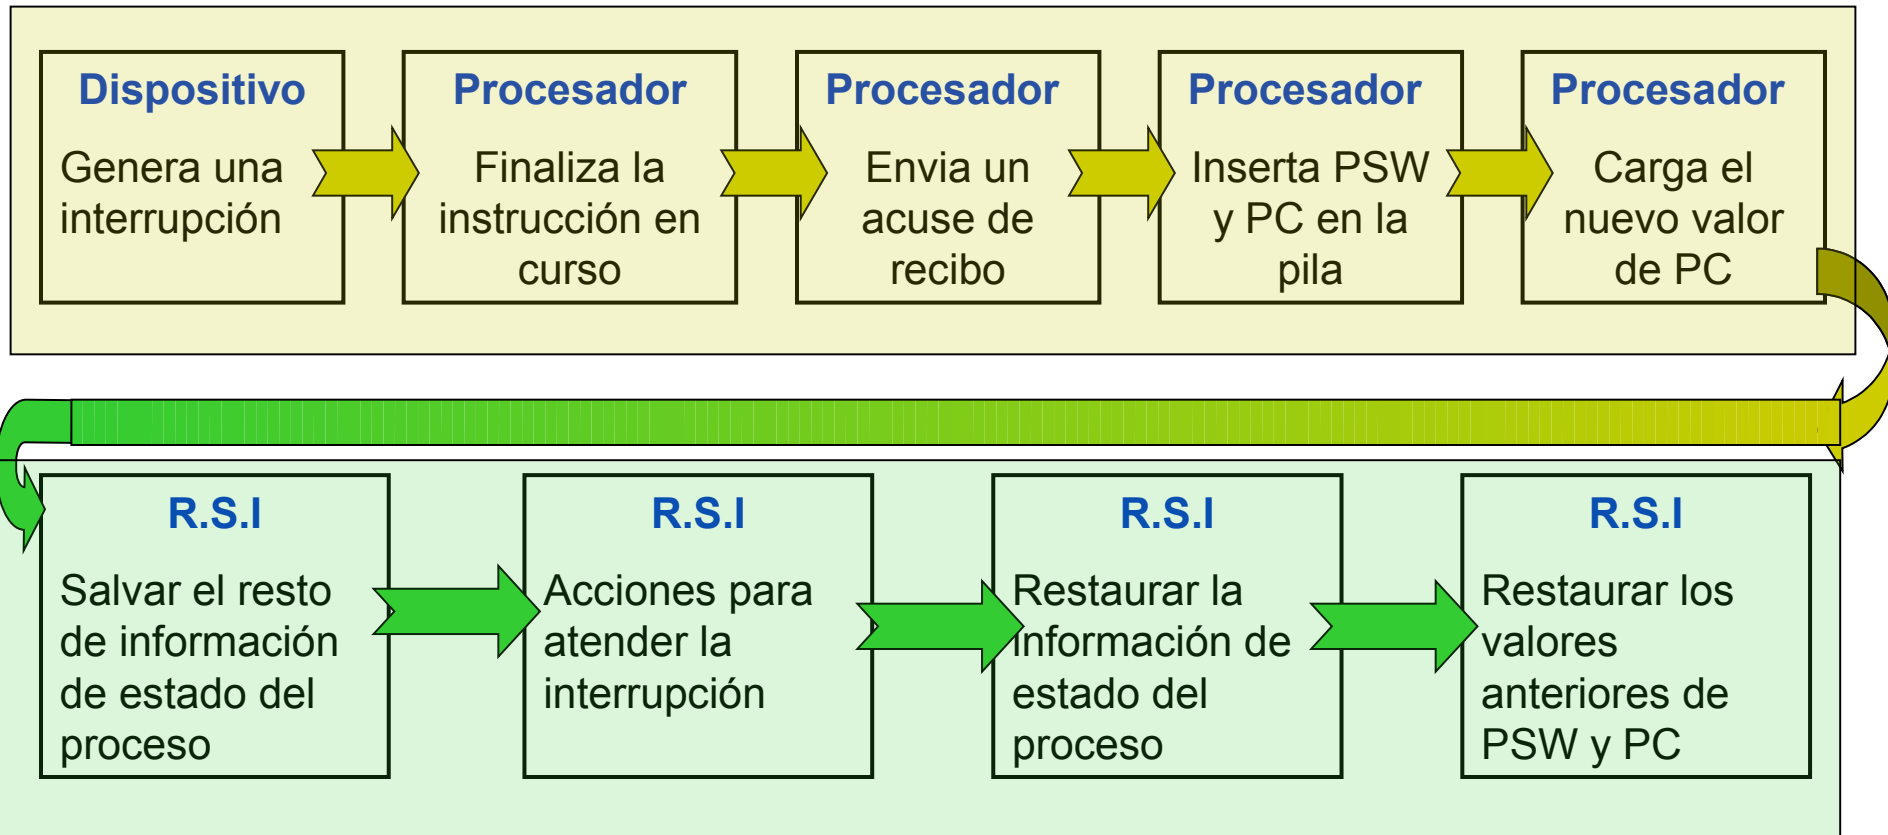 Dispositivo
Genera una
interrupción
Procesador
Finaliza la
instrucción en
curso
Procesador
Envia un
acuse de
recibo
Procesador
Inserta PSW
y PC en la
pila
Procesador
Carga el
nuevo valor
de PC
R.S.I
Salvar el resto
de información
de estado del
proceso
R.S.I
Acciones para
atender la
interrupción
R.S.I
Restaurar la
información de
estado del
proceso
R.S.I
Restaurar los
valores
anteriores de
PSW y PC